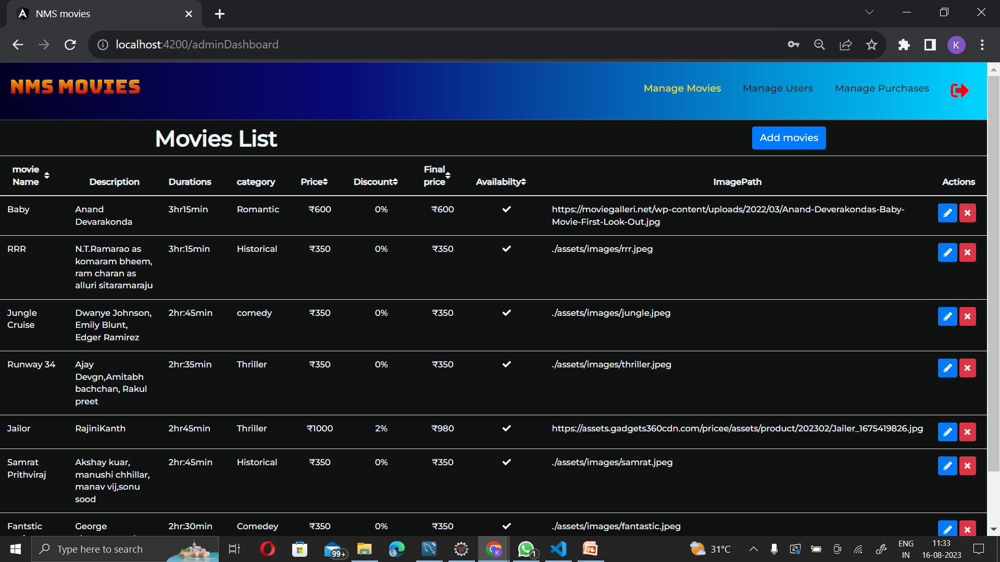 NMS movies
localhost:4200/adminDashboard
K
NMS MOVIES
Manage Movies Manage Users Manage Purchases
Movies List Add movies
movie Name Description Durations category Price Discount Final price Availabilty ImagePath Actions
Baby Anand 3hr15min Romantic ₹600 0% ₹600 https://moviegalleri.net/wp-content/uploads/2022/03/Anand-Deverakondas-Baby-
Devarakonda Movie-First-Look-Out.jpg
RRR N.T.Ramarao as 3hr:15min Historical ₹350 0% ₹350 ./assets/images/rrr.jpeg
komaram bheem,
ram charan as
alluri sitaramaraju
Jungle Dwanye Johnson, 2hr:45min comedy ₹350 0% ₹350 ./assets/images/jungle.jpeg
Cruise Emily Blunt,
Edger Ramirez
Runway 34 Ajay 2hr:35min Thriller ₹350 0% ₹350 ./assets/images/thriller.jpeg
Devgn,Amitabh
bachchan, Rakul
preet
Jailor RajiniKanth 2hr45min Thriller ₹1000 2% ₹980 https://assets.gadgets360cdn.com/pricee/assets/product/202302/Jailer_1675419826.jpg
Samrat Akshay kuar, 2hr:45min Historical ₹350 0% ₹350 ./assets/images/samrat.jpeg
Prithviraj manushi chhillar,
manav vij,sonu
sood
Fantstic George 2hr:30min Comedey ₹350 0% ₹350 ./assets/images/fantastic.jpeg
Type here to search 99+ 1 31°C ENG 11:33
IN 16-08-2023